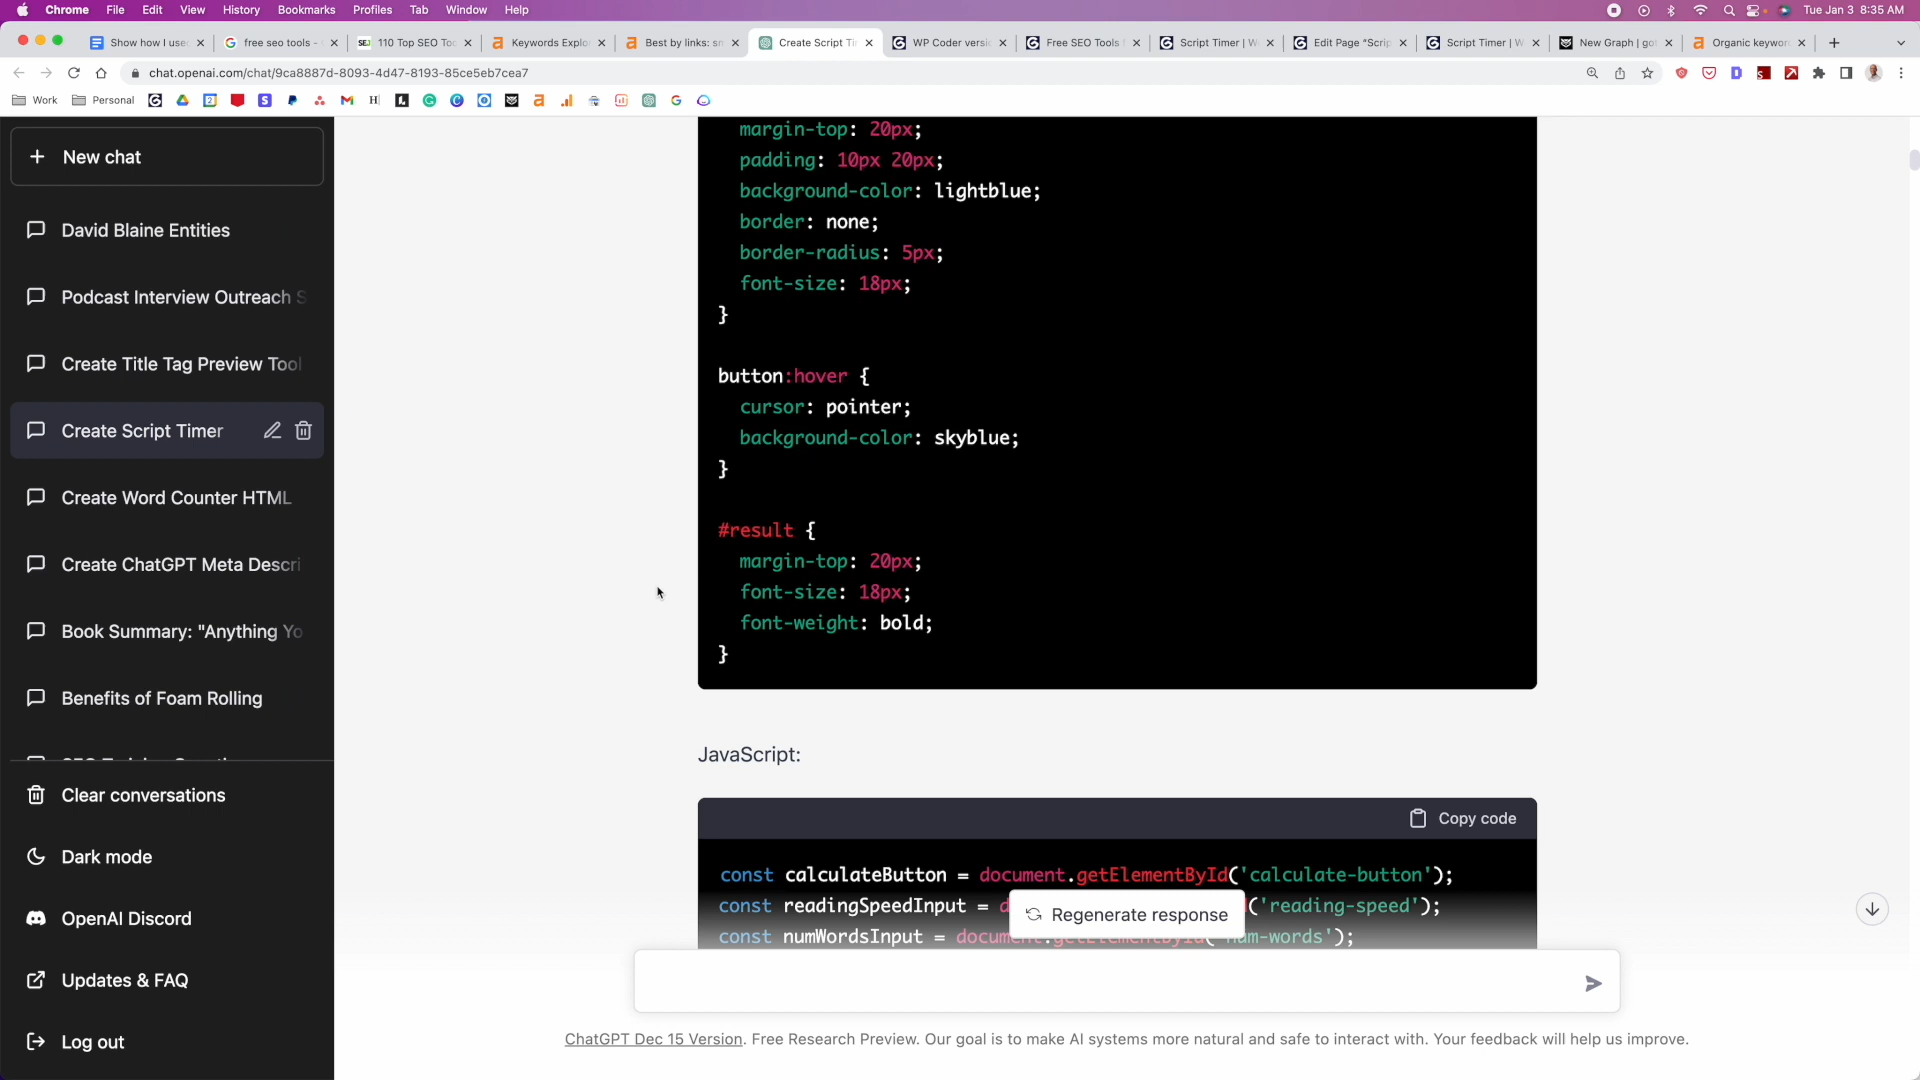 Chrome File Edit View History Bookmarks Profiles Tab Window Help Tue Jan 3 8:35 AM
Show how I use free seo tools - 110 Top SEO Too Keywords Explo Best by links: sn Create Script Ti WP Coder versi Free SEO Tools Script Timer | W Edit Page "Scrip Script Timer | W New Graph | go Organic keywor
chat.openai.com/chat/9ca8887d-8093-4d47-8193-85ce5eb7cea7
Work Personal
New chat
David Blaine Entities
Podcast Interview Outreach S
Create Title Tag Preview Tool
Create Script Timer
Create Word Counter HTML
Create ChatGPT Meta Descri
Book Summary: "Anything Yo
Benefits of Foam Rolling
Clear conversations
Dark mode
OpenAI Discord
Updates & FAQ
Log out
margin-top: 20px;
padding: 10px 20px;
background-color: lightblue;
border: none;
border-radius: 5px;
font-size: 18px;
}
button:hover {
cursor: pointer;
background-color: skyblue;
}
#result {
margin-top: 20px;
font-size: 18px;
font-weight: bold;
}
JavaScript:
Copy code
const calculateButton = document.getElementById('calculate-button');
const readingSpeedInput = d ('reading-speed');
const numWordsInput = document.getElementById('num-words');
Regenerate response
ChatGPT Dec 15 Version. Free Research Preview. Our goal is to make AI systems more natural and safe to interact with. Your feedback will help us improve.